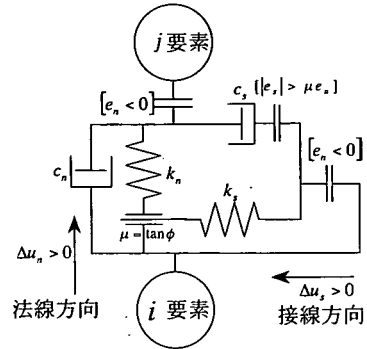 j 要素
c_s [|e_s| > μe_n]
[e_n < 0]
[e_n < 0]
c_n
k_n
k_s
μ = tanφ
Δu_n > 0
i 要素
Δu_s > 0
法線方向
接線方向